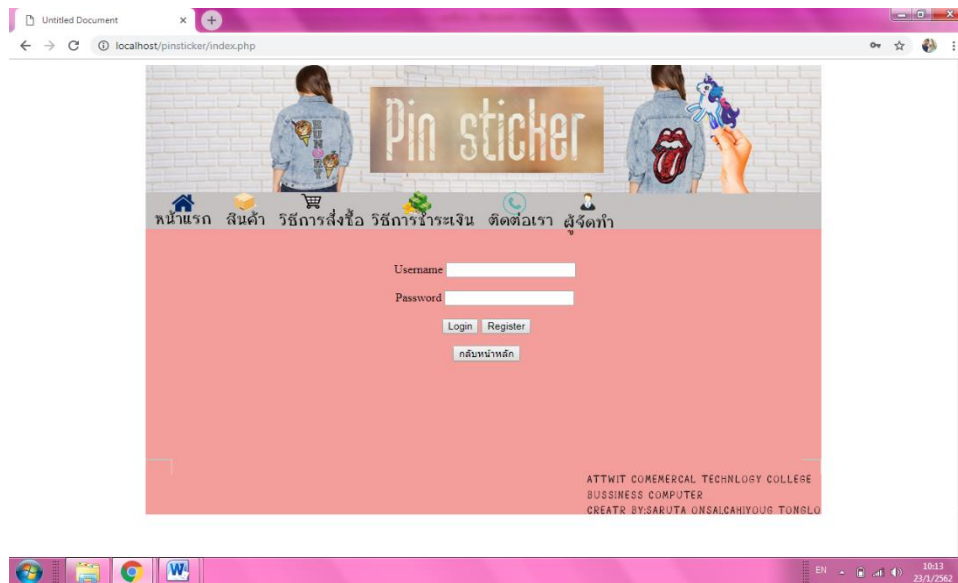 Untitled Document
localhost/pinsticker/index.php
HUNGRY
Pin sticker
หน้าแรก สินค้า วิธีการสั่งซื้อ วิธีการชำระเงิน ติดต่อเรา ผู้จัดทำ
Username
Password
Login Register
กลับหน้าหลัก
ATTWIT COMEMERCAL TECHNLOGY COLLEGE
BUSSINESS COMPUTER
CREATR BY:SARUTA ONSALCAHIYOUG TONGLO
EN 10:13
23/1/2562